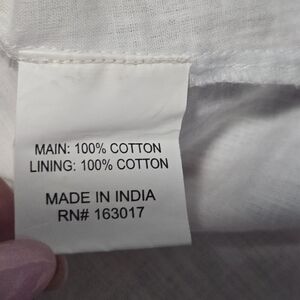 MAIN: 100% COTTON
LINING: 100% COTTON
MADE IN INDIA
RN# 163017